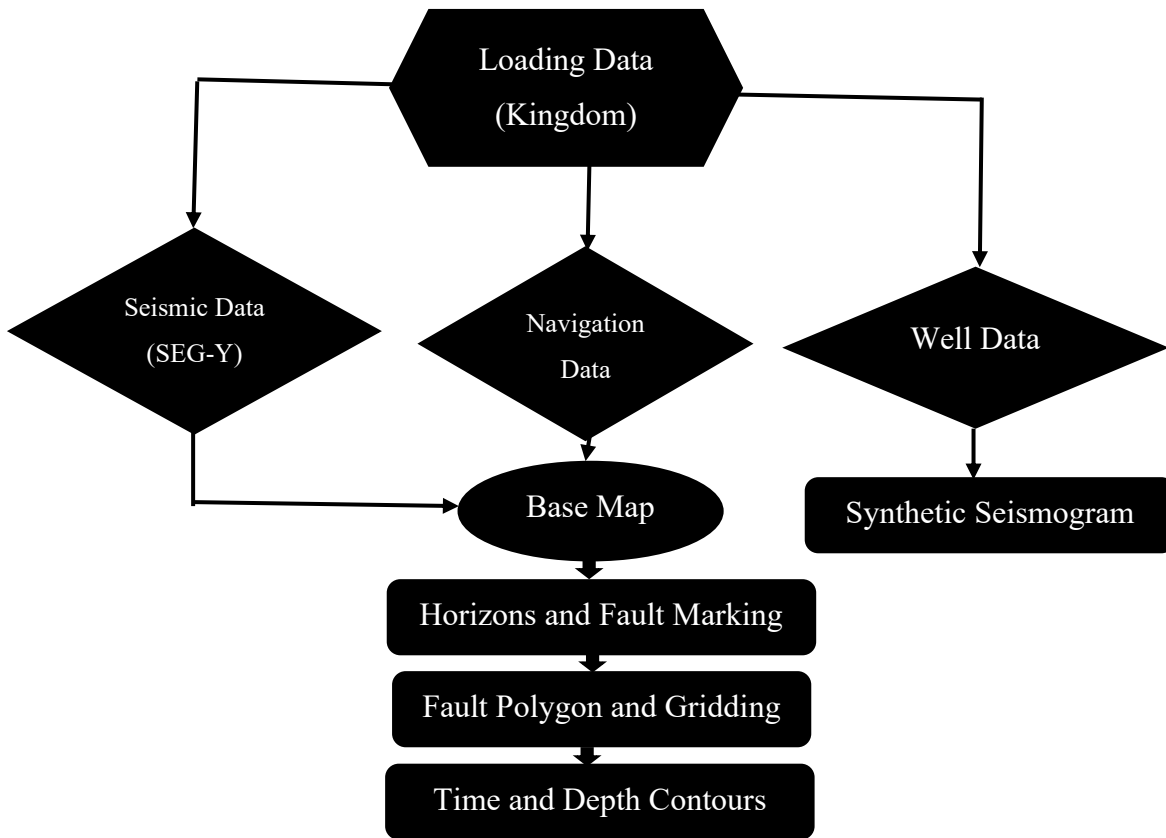 Loading Data
(Kingdom)
Seismic Data
(SEG-Y)
Navigation
Data
Well Data
Base Map
Synthetic Seismogram
Horizons and Fault Marking
Fault Polygon and Gridding
Time and Depth Contours